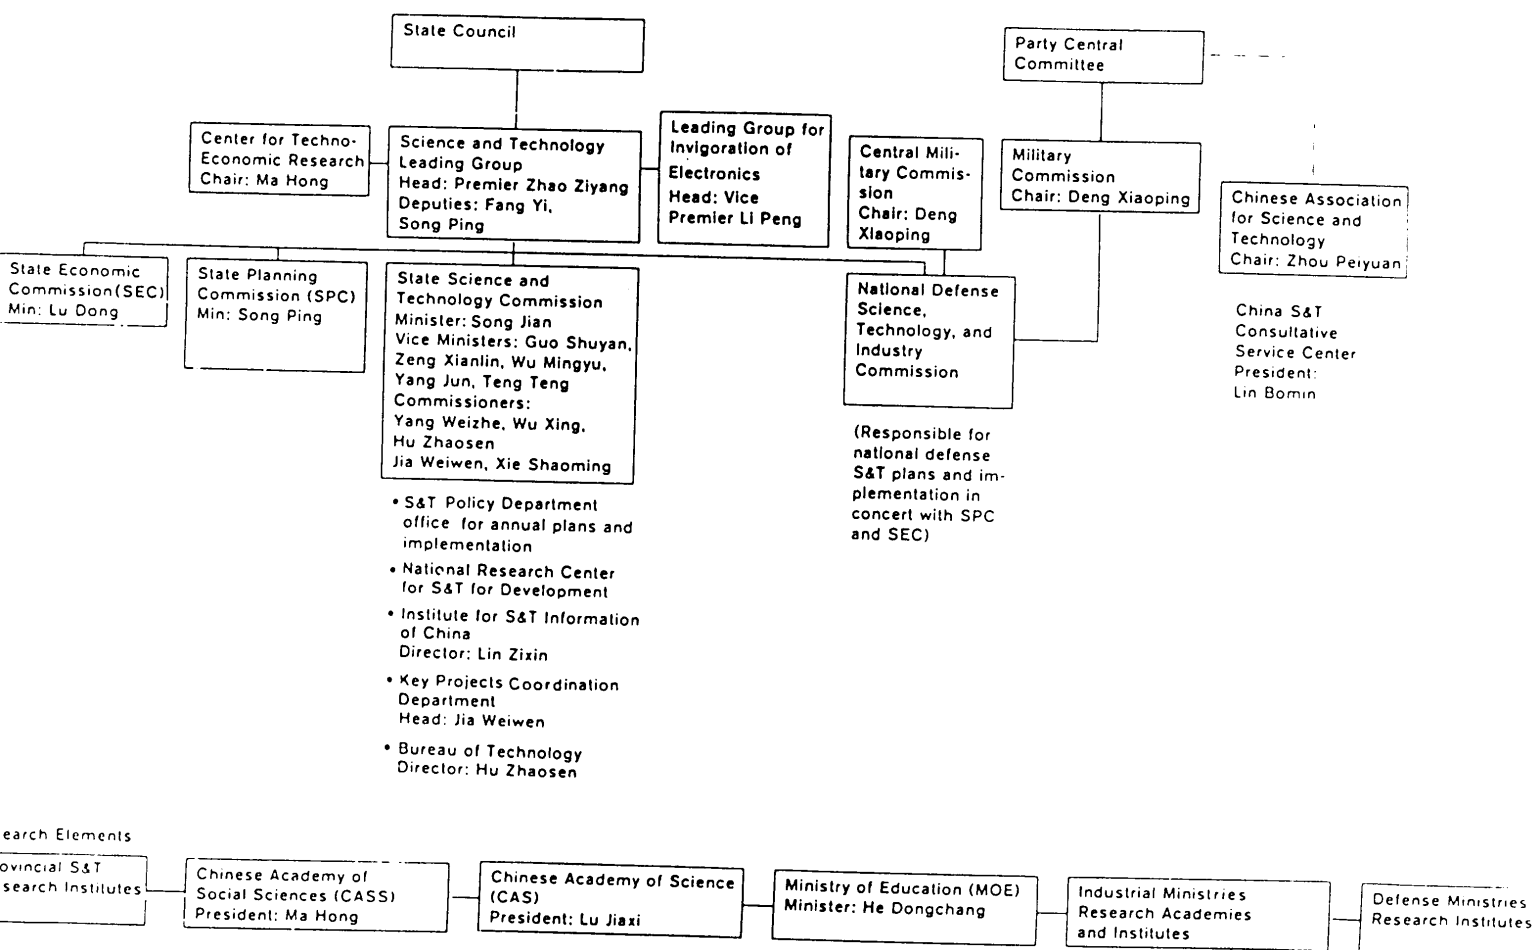 State Council
Party Central
Committee
Center for Techno-
Economic Research
Chair: Ma Hong
Science and Technology
Leading Group
Head: Premier Zhao Ziyang
Deputies: Fang Yi,
Song Ping
Leading Group for
Invigoration of
Electronics
Head: Vice
Premier Li Peng
Central Mili-
tary Commis-
sion
Chair: Deng
Xiaoping
Military
Commission
Chair: Deng Xiaoping
Chinese Association
for Science and
Technology
Chair: Zhou Peiyuan
State Economic
Commission (SEC)
Min: Lu Dong
State Planning
Commission (SPC)
Min: Song Ping
State Science and
Technology Commission
Minister: Song Jian
Vice Ministers: Guo Shuyan,
Zeng Xianlin, Wu Mingyu,
Yang Jun, Teng Teng
Commissioners:
Yang Weizhe, Wu Xing,
Hu Zhaosen
Jia Weiwen, Xie Shaoming
National Defense
Science,
Technology, and
Industry
Commission
China S&T
Consultative
Service Center
President:
Lin Bomin
(Responsible for
national defense
S&T plans and im-
plementation in
concert with SPC
and SEC)
• S&T Policy Department
office for annual plans and
implementation
• National Research Center
for S&T for Development
• Institute for S&T Information
of China
Director: Lin Zixin
• Key Projects Coordination
Department
Head: Jia Weiwen
• Bureau of Technology
Director: Hu Zhaosen
earch Elements
ovincial S&T
search Institutes
Chinese Academy of
Social Sciences (CASS)
President: Ma Hong
Chinese Academy of Science
(CAS)
President: Lu Jiaxi
Ministry of Education (MOE)
Minister: He Dongchang
Industrial Ministries
Research Academies
and Institutes
Defense Ministries
Research Institutes